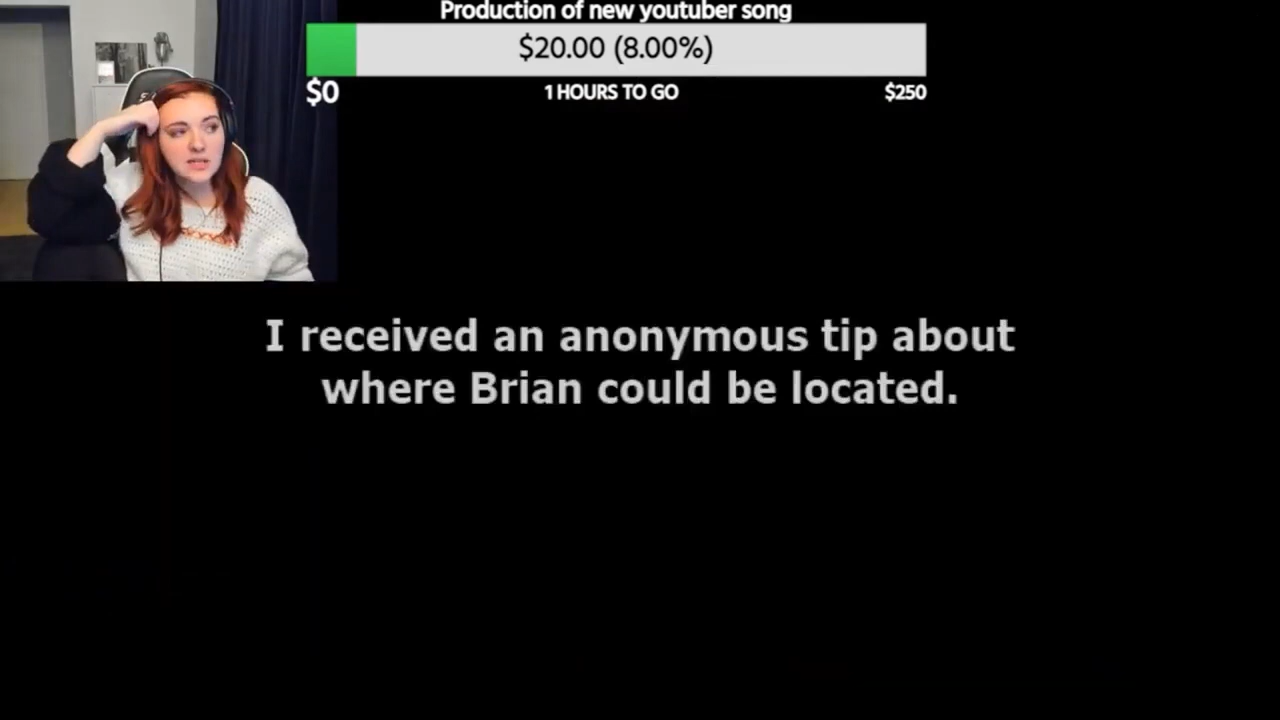 Production of new youtuber song
$20.00 (8.00%)
$0 1 HOURS TO GO $250
I received an anonymous tip about
where Brian could be located.